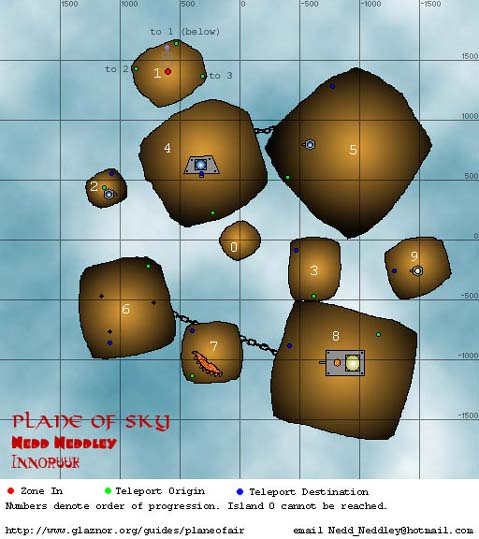 1500 1000 500 0 -500 -1000 -1500
to 1 (below)
1500
to 2 1 to 3
1000
4 5
500
2
0
0
3 9
-500
6
7 8
-1000
-1500
PLANE OF SKY
NEDD NEDDLEY
INNORUUK
Zone In Teleport Origin Teleport Destination
Numbers denote order of progression. Island 0 cannot be reached.
http://www.glaznor.org/guides/planeofair email Nedd_Neddley@hotmail.com